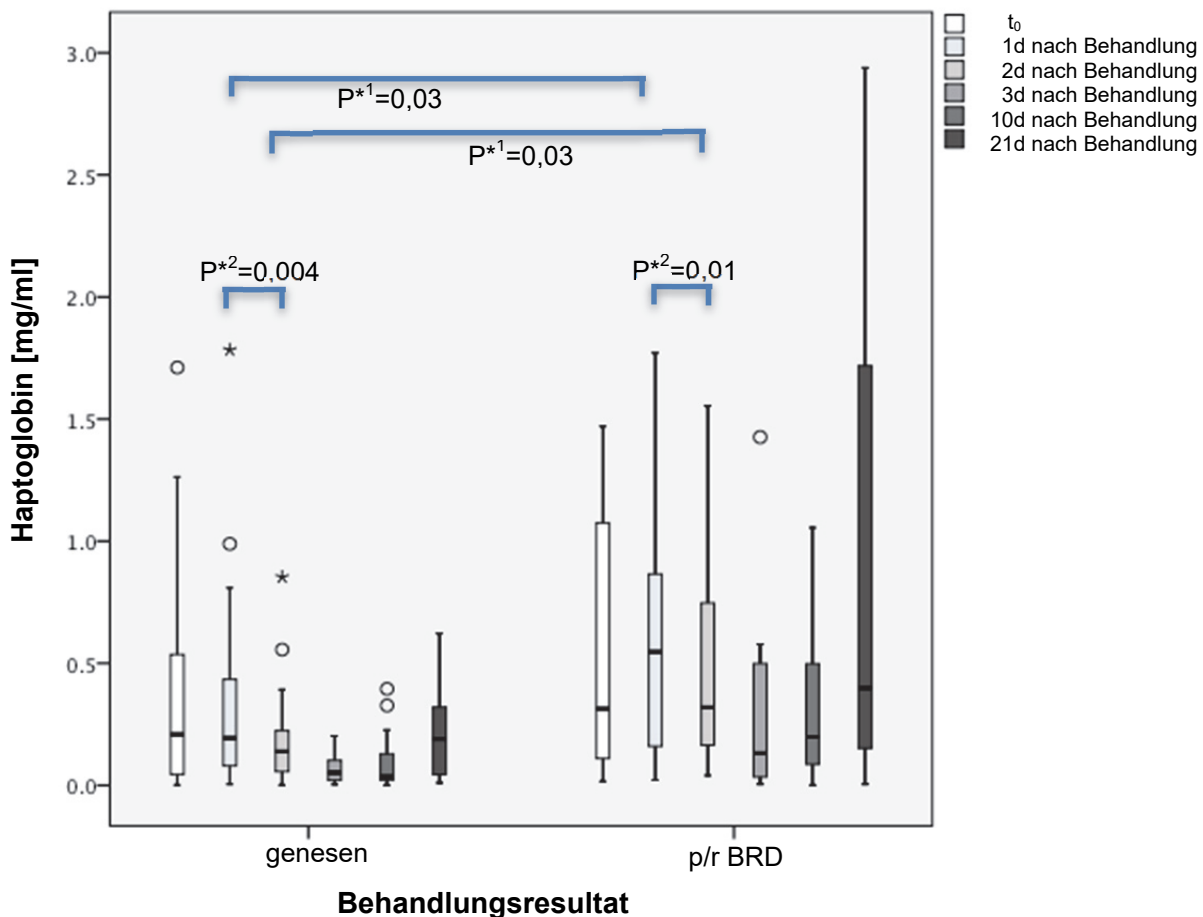 t₀
1d nach Behandlung
2d nach Behandlung
3d nach Behandlung
10d nach Behandlung
21d nach Behandlung
3.0
P*¹=0,03
P*¹=0,03
2.5
P*²=0,004
P*²=0,01
2.0
1.5
1.0
0.5
0.0
Haptoglobin [mg/ml]
genesen
p/r BRD
Behandlungsresultat